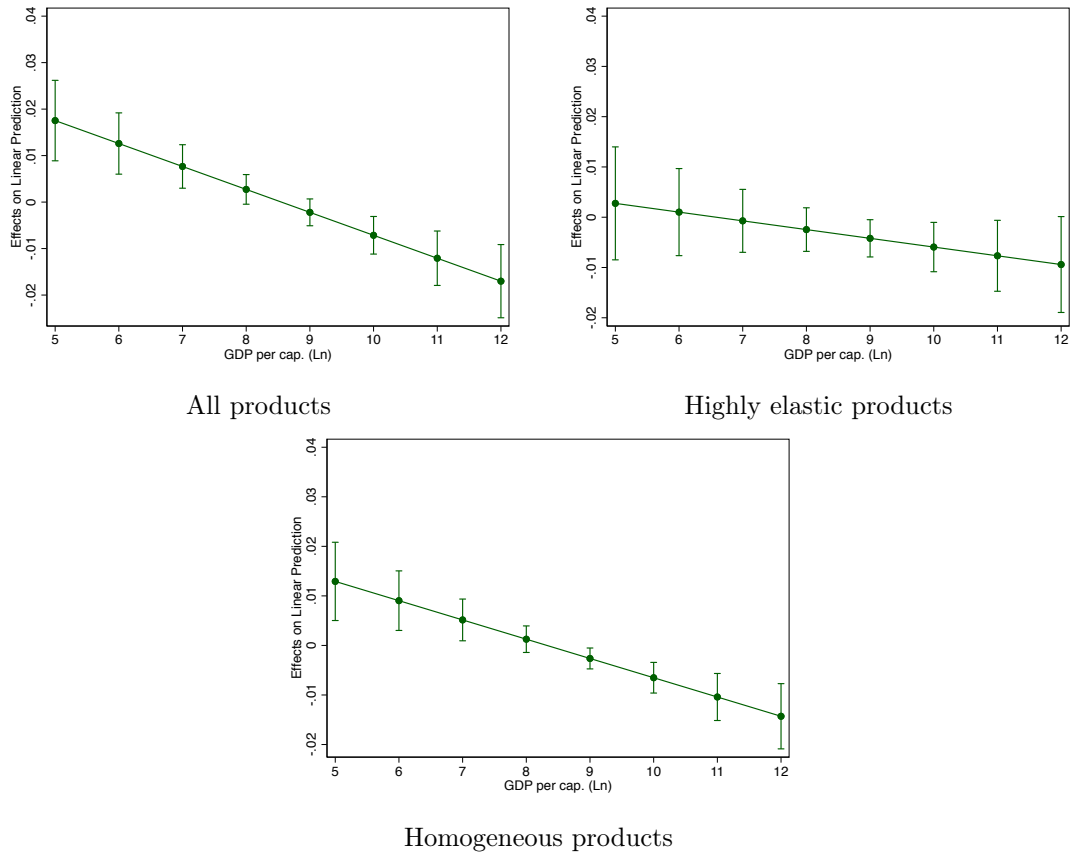 Effects on Linear Prediction
.04
.03
.02
.01
0
-.01
-.02
5 6 7 8 9 10 11 12
GDP per cap. (Ln)
All products
Effects on Linear Prediction
.04
.03
.02
.01
0
-.01
-.02
5 6 7 8 9 10 11 12
GDP per cap. (Ln)
Highly elastic products
Effects on Linear Prediction
.04
.03
.02
.01
0
-.01
-.02
5 6 7 8 9 10 11 12
GDP per cap. (Ln)
Homogeneous products